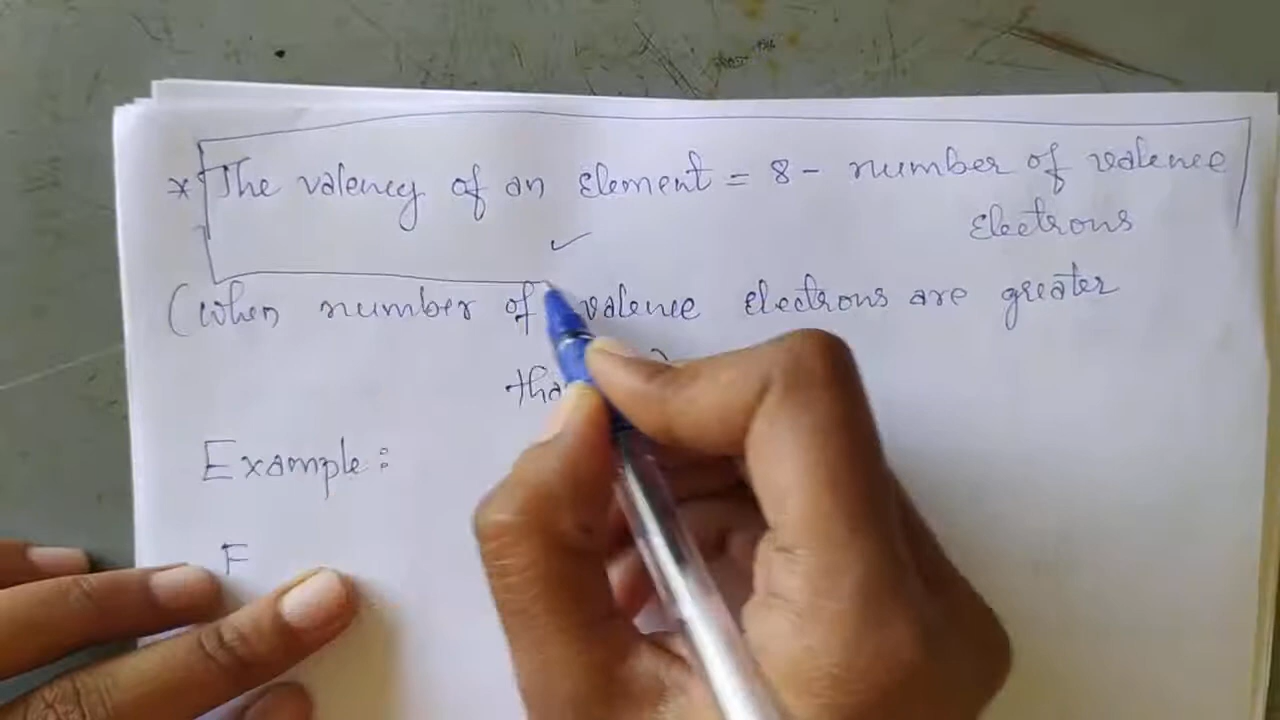 * The valency of an element = 8 - number of valence
electrons
(when number of valence electrons are greater
Example:
F